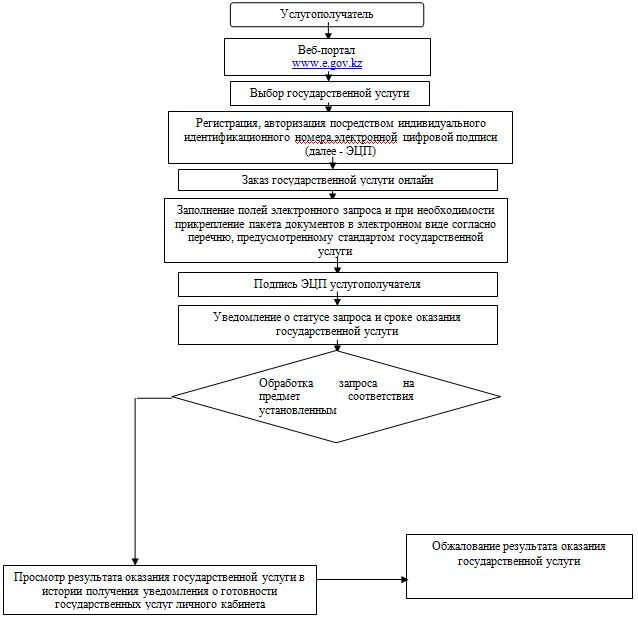 Услугополучатель
Веб-портал
www.e.gov.kz
Выбор государственной услуги
Регистрация, авторизация посредством индивидуального
идентификационного номера,электронной цифровой подписи
(далее - ЭЦП)
Заказ государственной услуги онлайн
Заполнение полей электронного запроса и при необходимости
прикрепление пакета документов в электронном виде согласно
перечню, предусмотренному стандартом государственной
услуги
Подпись ЭЦП услугополучателя
Уведомление о статусе запроса и сроке оказания
государственной услуги
Обработка запроса на
предмет соответствия
установленным
Обжалование результата оказания
государственной услуги
Просмотр результата оказания государственной услуги в
истории получения уведомления о готовности
государственных услуг личного кабинета